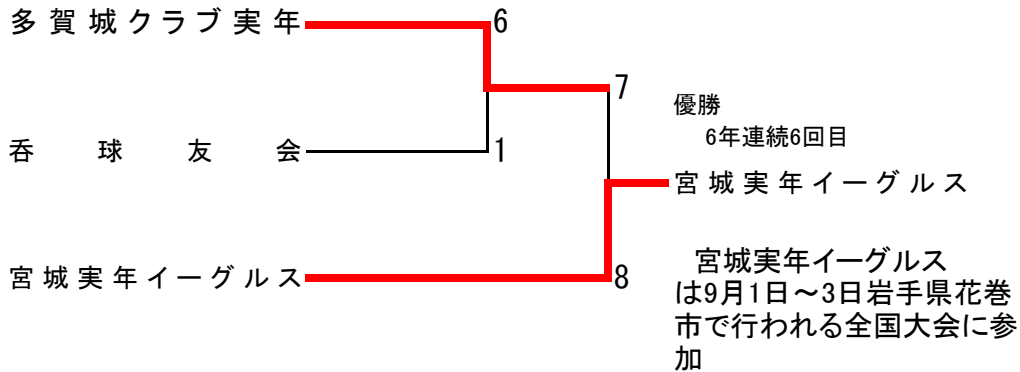 多賀城クラブ実年
6
7
優勝
6年連続6回目
呑球友会
1
宮城実年イーグルス
宮城実年イーグルス
8
宮城実年イーグルス
は9月1日～3日岩手県花巻
市で行われる全国大会に参
加